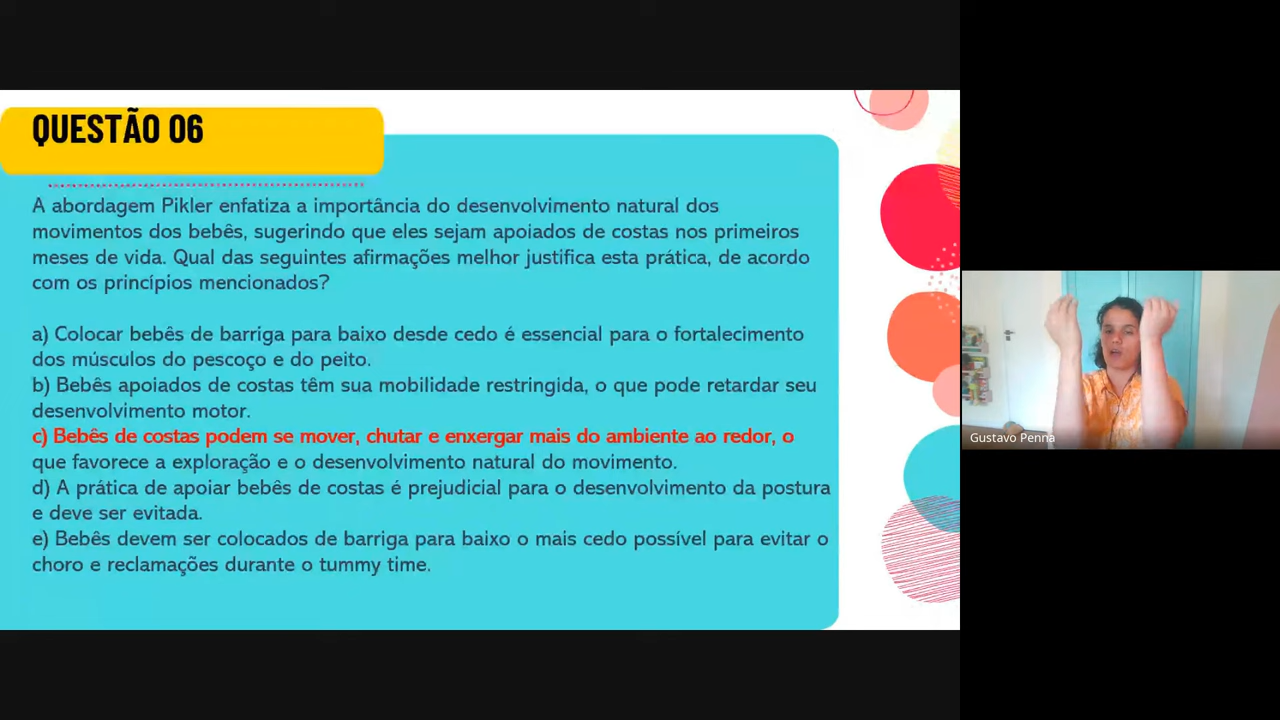 QUESTÃO 06
A abordagem Pikler enfatiza a importância do desenvolvimento natural dos
movimentos dos bebês, sugerindo que eles sejam apoiados de costas nos primeiros
meses de vida. Qual das seguintes afirmações melhor justifica esta prática, de acordo
com os princípios mencionados?
a) Colocar bebês de barriga para baixo desde cedo é essencial para o fortalecimento
dos músculos do pescoço e do peito.
b) Bebês apoiados de costas têm sua mobilidade restringida, o que pode retardar seu
desenvolvimento motor.
c) Bebês de costas podem se mover, chutar e enxergar mais do ambiente ao redor, o
que favorece a exploração e o desenvolvimento natural do movimento.
d) A prática de apoiar bebês de costas é prejudicial para o desenvolvimento da postura
e deve ser evitada.
e) Bebês devem ser colocados de barriga para baixo o mais cedo possível para evitar o
choro e reclamações durante o tummy time.
Gustavo Penna